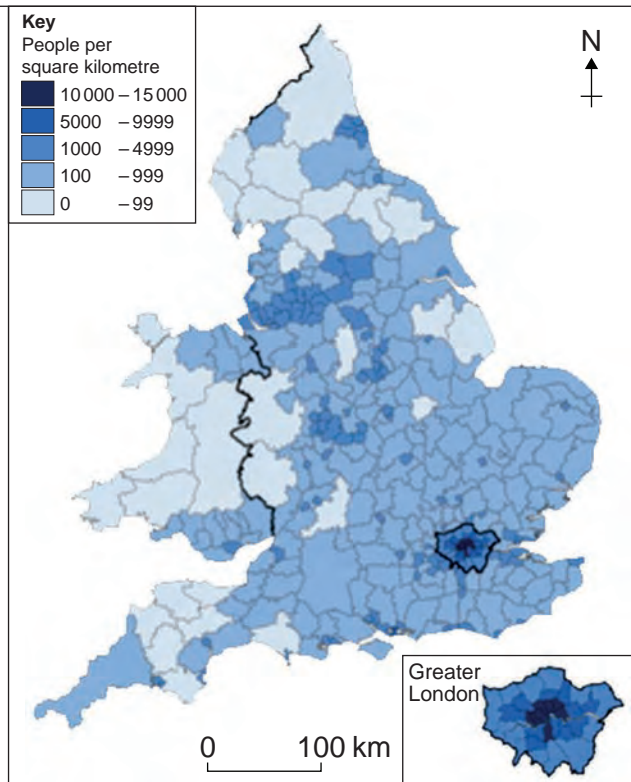 Key
People per
square kilometre
10 000 – 15 000
5000 – 9999
1000 – 4999
100 – 999
0 – 99
N
Greater
London
0 100 km